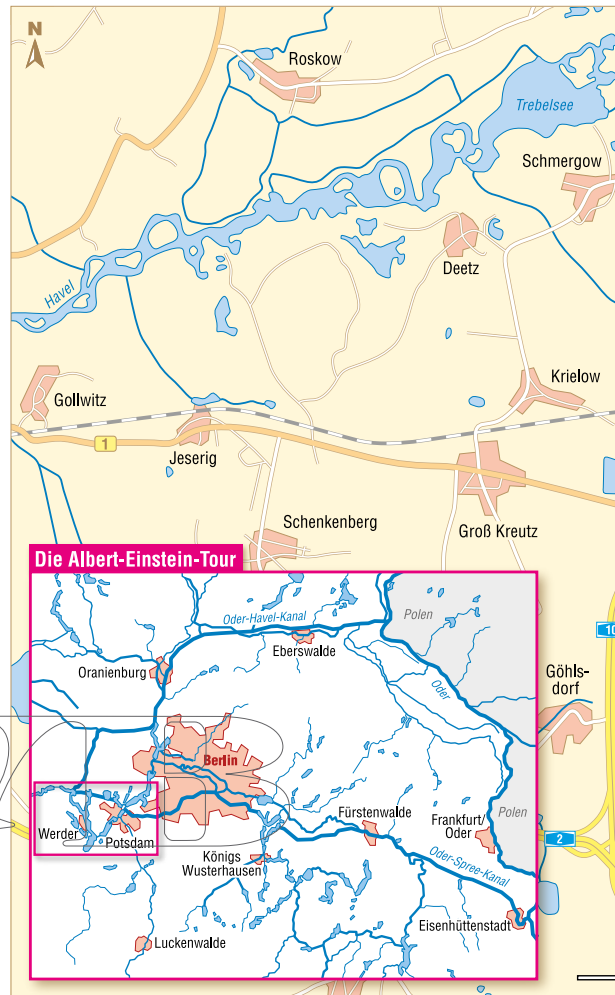 N
Roskow
Trebelsee
Schmergow
Deetz
Havel
Krielow
Gollwitz
1
Jeserig
Groß Kreutz
Schenkenberg
Die Albert-Einstein-Tour
Oder-Havel-Kanal
Polen
Eberswalde
Oranienburg
Oder
10
Göhls-
dorf
Berlin
Polen
Werder
Potsdam
Fürstenwalde
Frankfurt/
Oder
2
Königs
Wusterhausen
Oder-Spree-Kanal
Eisenhüttenstadt
Luckenwalde